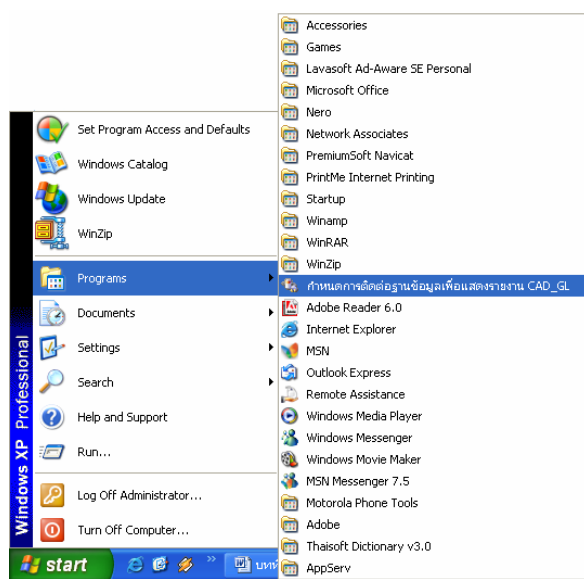 Set Program Access and Defaults
Windows Catalog
Windows Update
WinZip
Programs
Documents
Settings
Search
Help and Support
Run...
Log Off Administrator...
Turn Off Computer...
Windows XP Professional
start
»
บทที่
Accessories
Games
Lavasoft Ad-Aware SE Personal
Microsoft Office
Nero
Network Associates
PremiumSoft Navicat
PrintMe Internet Printing
Startup
Winamp
WinRAR
WinZip
กำหนดการติดต่อฐานข้อมูลเพื่อแสดงรายงาน CAD_GL
Adobe Reader 6.0
Internet Explorer
MSN
Outlook Express
Remote Assistance
Windows Media Player
Windows Messenger
Windows Movie Maker
MSN Messenger 7.5
Motorola Phone Tools
Adobe
Thaisoft Dictionary v3.0
AppServ